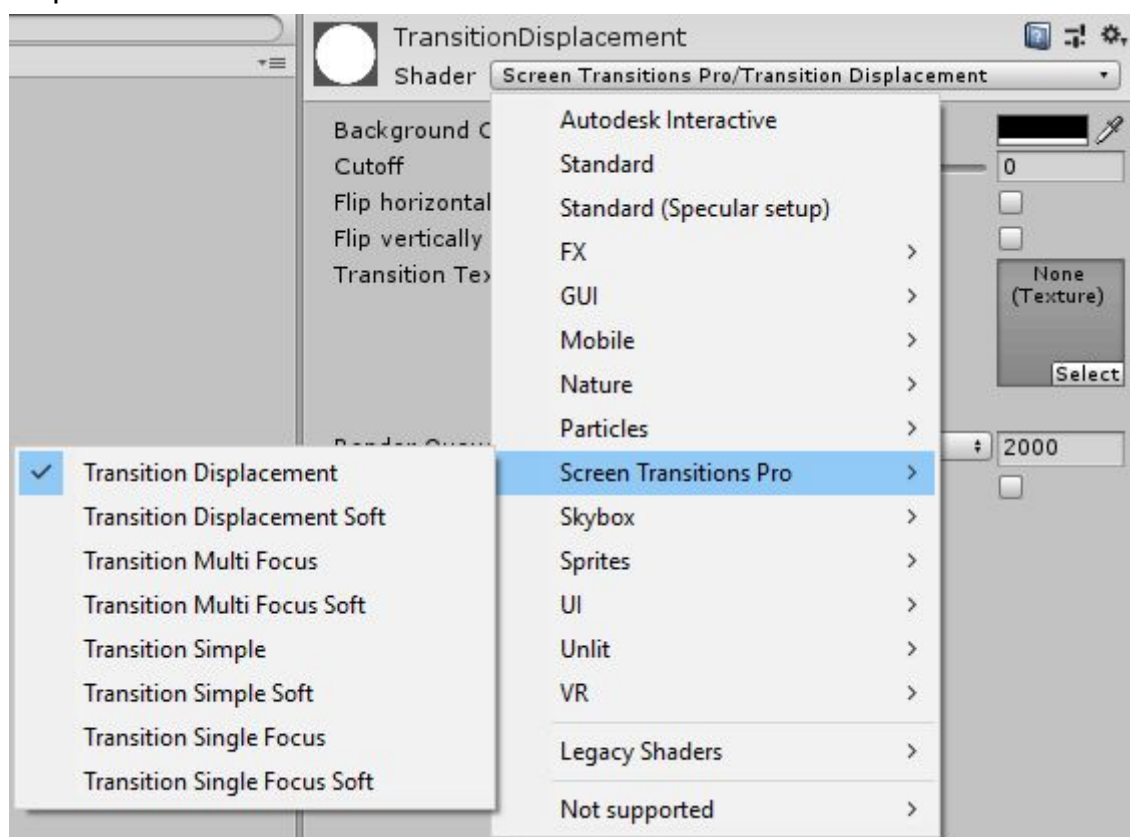 TransitionDisplacement
Shader Screen Transitions Pro/Transition Displacement
Background C
Cutoff 0
Flip horizontal
Flip vertically
Transition Tex
None
(Texture)
Select
2000
Autodesk Interactive
Standard
Standard (Specular setup)
FX
GUI
Mobile
Nature
Particles
Screen Transitions Pro
Skybox
Sprites
UI
Unlit
VR
Legacy Shaders
Not supported
Transition Displacement
Transition Displacement Soft
Transition Multi Focus
Transition Multi Focus Soft
Transition Simple
Transition Simple Soft
Transition Single Focus
Transition Single Focus Soft